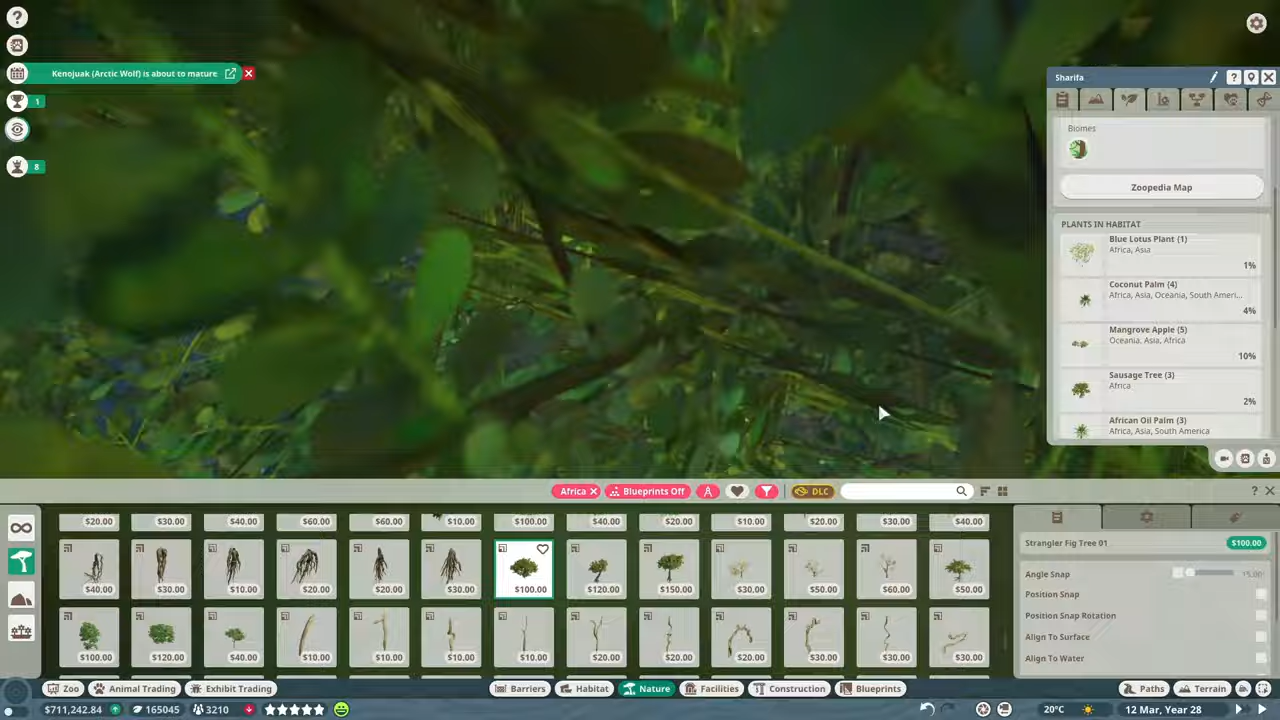 ?
Kenojuak (Arctic Wolf) is about to mature
1
8
Sharifa
?
Biomes
Zoopedia Map
PLANTS IN HABITAT
Blue Lotus Plant (1)
Africa, Asia
1%
Coconut Palm (4)
Africa, Asia, Oceania, South Ameri...
4%
Mangrove Apple (5)
Oceania, Asia, Africa
10%
Sausage Tree (3)
Africa
2%
African Oil Palm (3)
Africa, Asia, South America
Africa
Blueprints Off
DLC
?
$20.00 $30.00 $40.00 $60.00 $60.00 $10.00 $100.00 $40.00 $20.00 $10.00 $20.00 $30.00 $40.00
$40.00 $30.00 $10.00 $20.00 $20.00 $30.00 $100.00 $120.00 $150.00 $30.00 $50.00 $60.00 $50.00
$100.00 $120.00 $40.00 $10.00 $10.00 $10.00 $10.00 $20.00 $20.00 $20.00 $30.00 $30.00 $30.00
Strangler Fig Tree 01 $100.00
Angle Snap 15.00°
Position Snap
Position Snap Rotation
Align To Surface
Align To Water
Zoo Animal Trading Exhibit Trading Barriers Habitat Nature Facilities Construction Blueprints Paths Terrain
$711,242.84 165045 3210 20°C 12 Mar, Year 28